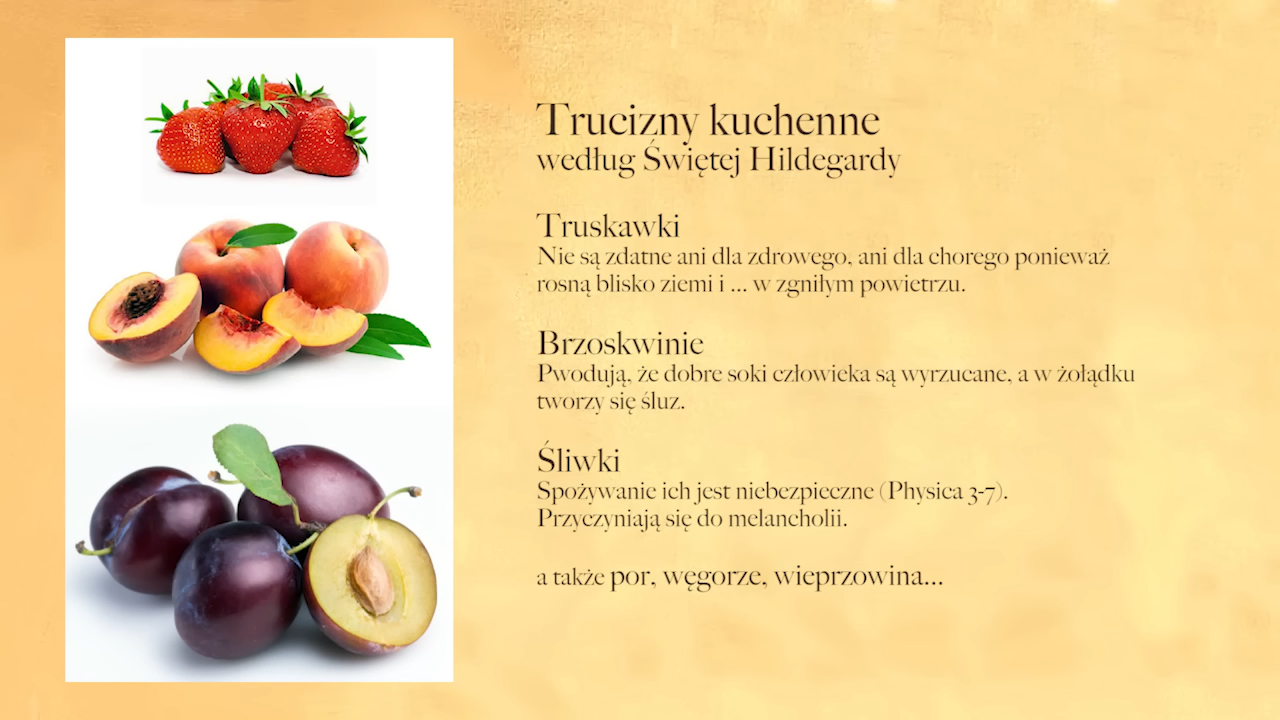 Trucizny kuchenne
według Świętej Hildegardy
Truskawki
Nie są zdatne ani dla zdrowego, ani dla chorego ponieważ
rosną blisko ziemi i ... w zgniłym powietrzu.
Brzoskwinie
Pwodują, że dobre soki człowieka są wyrzucane, a w żołądku
tworzy się śluz.
Śliwki
Spożywanie ich jest niebezpieczne (Physica 3-7).
Przyczyniają się do melancholii.
a także por, węgorze, wieprzowina...